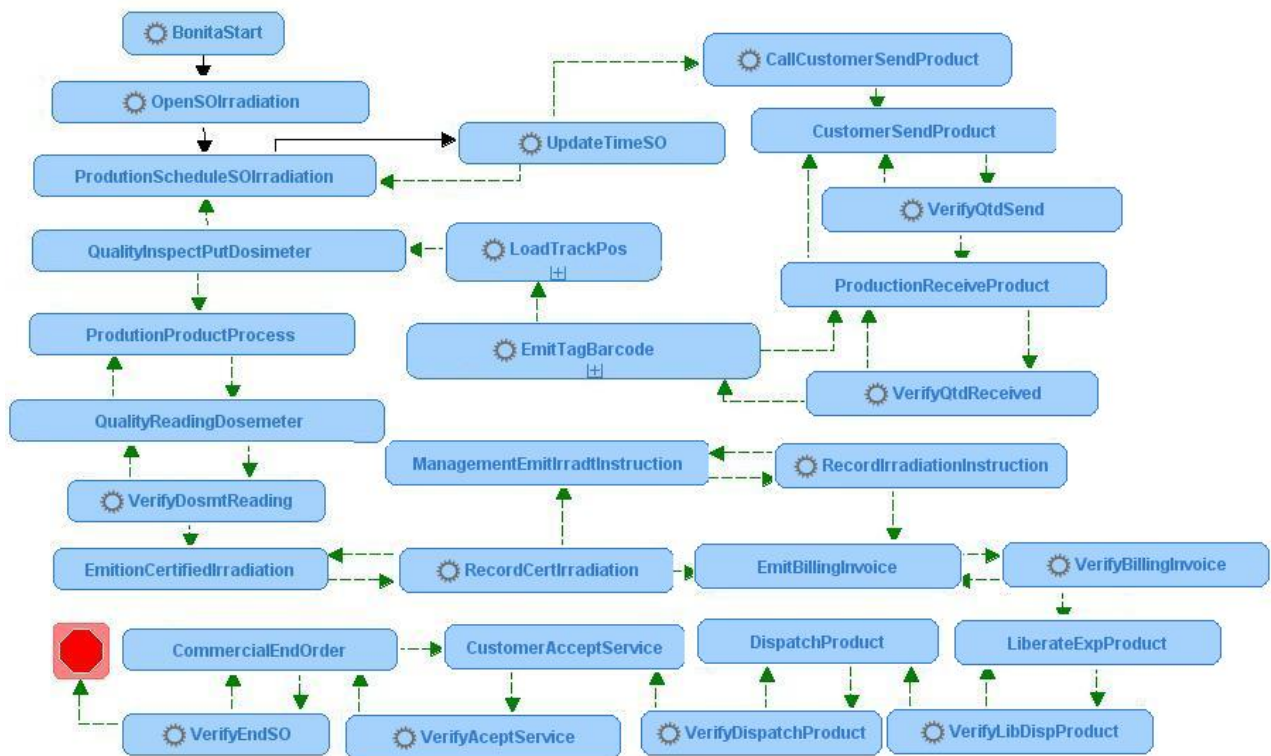 BonitaStart
CallCustomerSendProduct
OpenSOIrradiation
CustomerSendProduct
UpdateTimeSO
ProdutionScheduleSOIrradiation
VerifyQtdSend
QualityInspectPutDosimeter
LoadTrackPos
ProductionReceiveProduct
ProdutionProductProcess
EmitTagBarcode
VerifyQtdReceived
QualityReadingDosemeter
ManagementEmitIrradtInstruction
RecordIrradiationInstruction
VerifyDosmtReading
EmitionCertifiedIrradiation
RecordCertIrradiation
EmitBillingInvoice
VerifyBillingInvoice
CommercialEndOrder
CustomerAcceptService
DispatchProduct
LiberateExpProduct
VerifyEndSO
VerifyAceptService
VerifyDispatchProduct
VerifyLibDispProduct